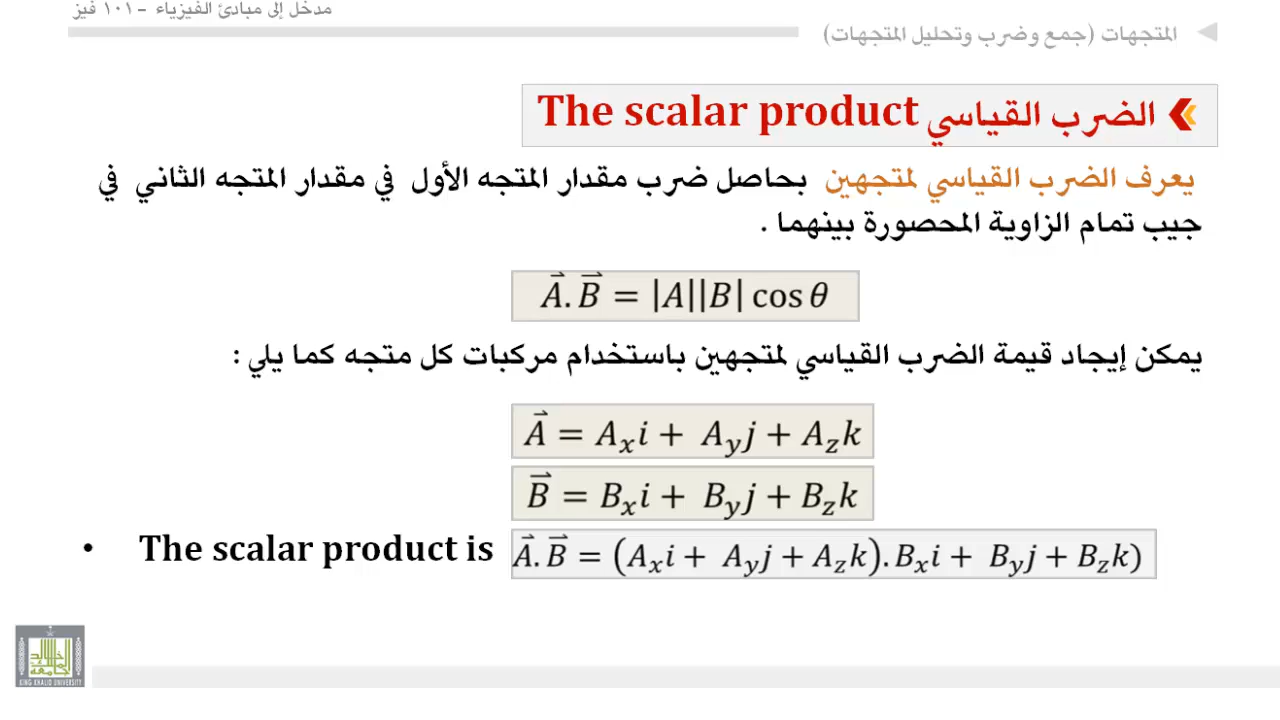 مدخل إلى مبادئ الفيزياء - ١٠١ فيز
المتجهات (جمع وضرب وتحليل المتجهات)
الضرب القياسي The scalar product
يعرف الضرب القياسي لمتجهين بحاصل ضرب مقدار المتجه الأول في مقدار المتجه الثاني في
جيب تمام الزاوية المحصورة بينهما .
A⃗.B⃗ = |A||B| cos θ
يمكن إيجاد قيمة الضرب القياسي لمتجهين باستخدام مركبات كل متجه كما يلي :
A⃗ = Aₓi + A_yj + A_zk
B⃗ = Bₓi + B_yj + B_zk
• The scalar product is A⃗.B⃗ = (Aₓi + A_yj + A_zk).Bₓi + B_yj + B_zk)
KING KHALID UNIVERSITY